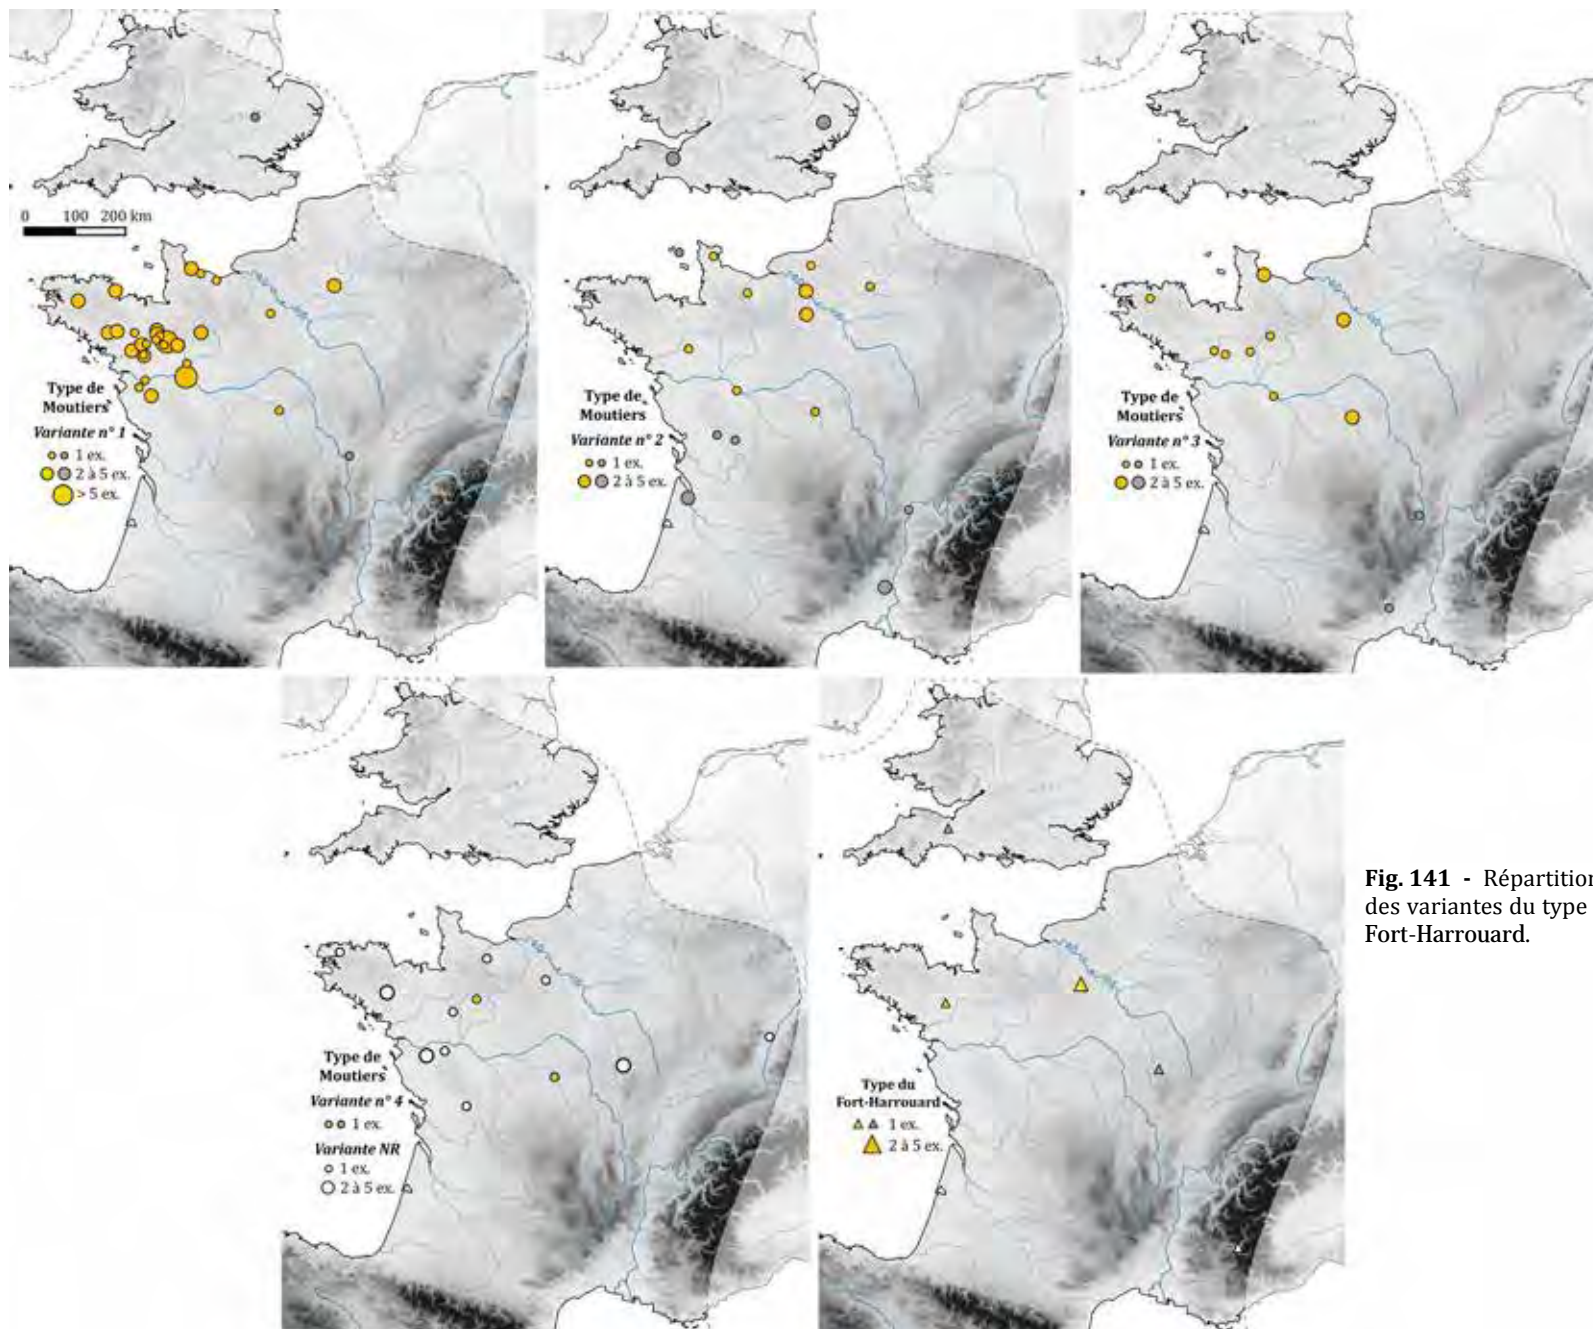 0 100 200 km
Type de
Moutiers
Variante n° 1
1 ex.
2 à 5 ex.
> 5 ex.
Type de
Moutiers
Variante n° 2
1 ex.
2 à 5 ex.
Type de
Moutiers
Variante n° 3
1 ex.
2 à 5 ex.
Type de
Moutiers
Variante n° 4
1 ex.
Variante NR
1 ex.
2 à 5 ex.
Type du
Fort-Harrouard
1 ex.
2 à 5 ex.
Fig. 141 - Répartition
des variantes du type
Fort-Harrouard.